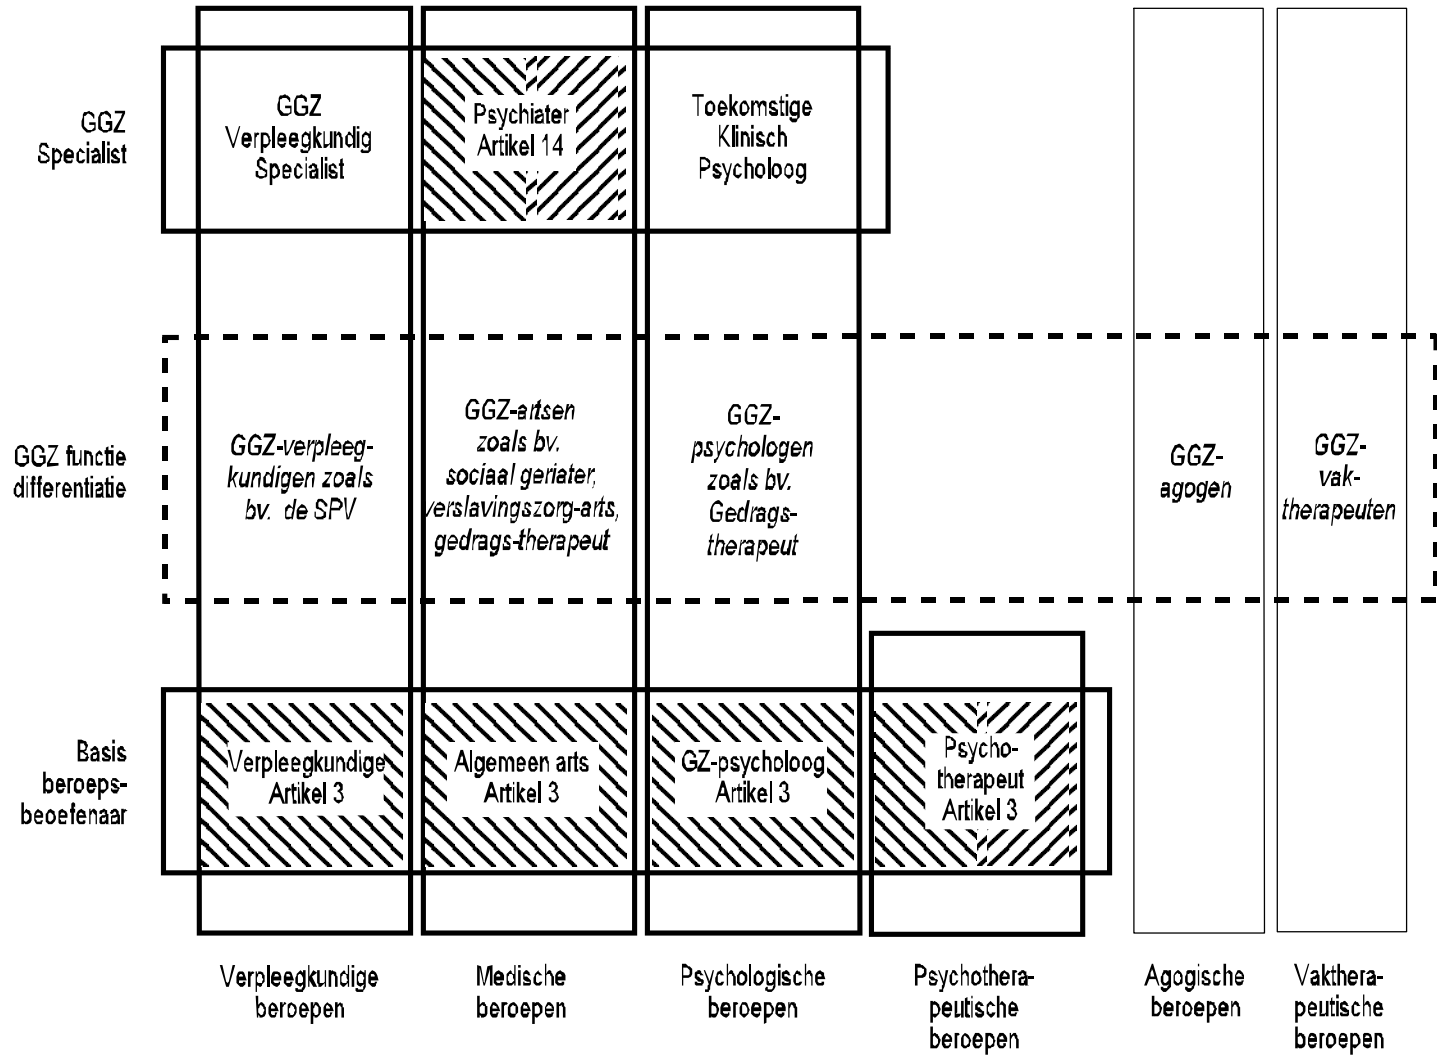 GGZ
Specialist
GGZ
Verpleegkundig
Specialist
Psychiater
Artikel 14
Toekomstige
Klinisch
Psycholoog
GGZ functie
differentiatie
GGZ-verpleeg-
kundigen zoals
bv. de SPV
GGZ-artsen
zoals bv.
sociaal geriater,
verslavingszorg-arts,
gedrags-therapeut
GGZ-
psychologen
zoals bv.
Gedrags-
therapeut
GGZ-
agogen
GGZ-
vak-
therapeuten
Basis
beroeps-
beoefenaar
Verpleegkundige
Artikel 3
Algemeen arts
Artikel 3
GZ-psycholoog
Artikel 3
Psycho-
therapeut
Artikel 3
Verpleegkundige
beroepen
Medische
beroepen
Psychologische
beroepen
Psychothera-
peutische
beroepen
Agogische
beroepen
Vakthera-
peutische
beroepen